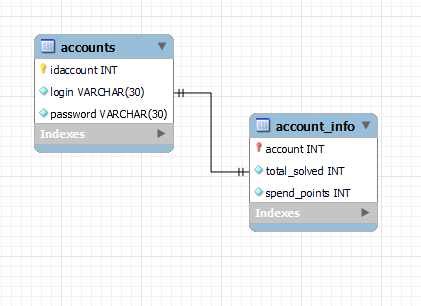 accounts
idaccount INT
login VARCHAR(30)
password VARCHAR(30)
Indexes
account_info
account INT
total_solved INT
spend_points INT
Indexes